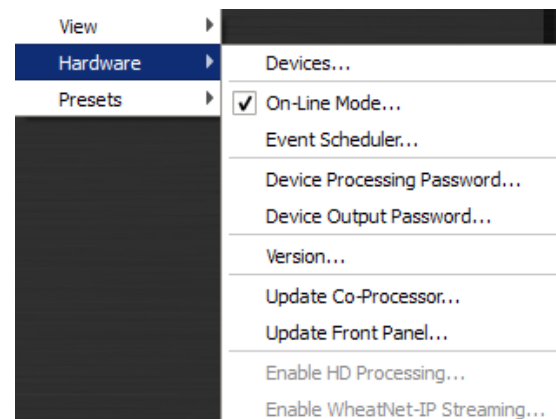 View
Hardware
Presets
Devices...
On-Line Mode...
Event Scheduler...
Device Processing Password...
Device Output Password...
Version...
Update Co-Processor...
Update Front Panel...
Enable HD Processing...
Enable WheatNet-IP Streaming...